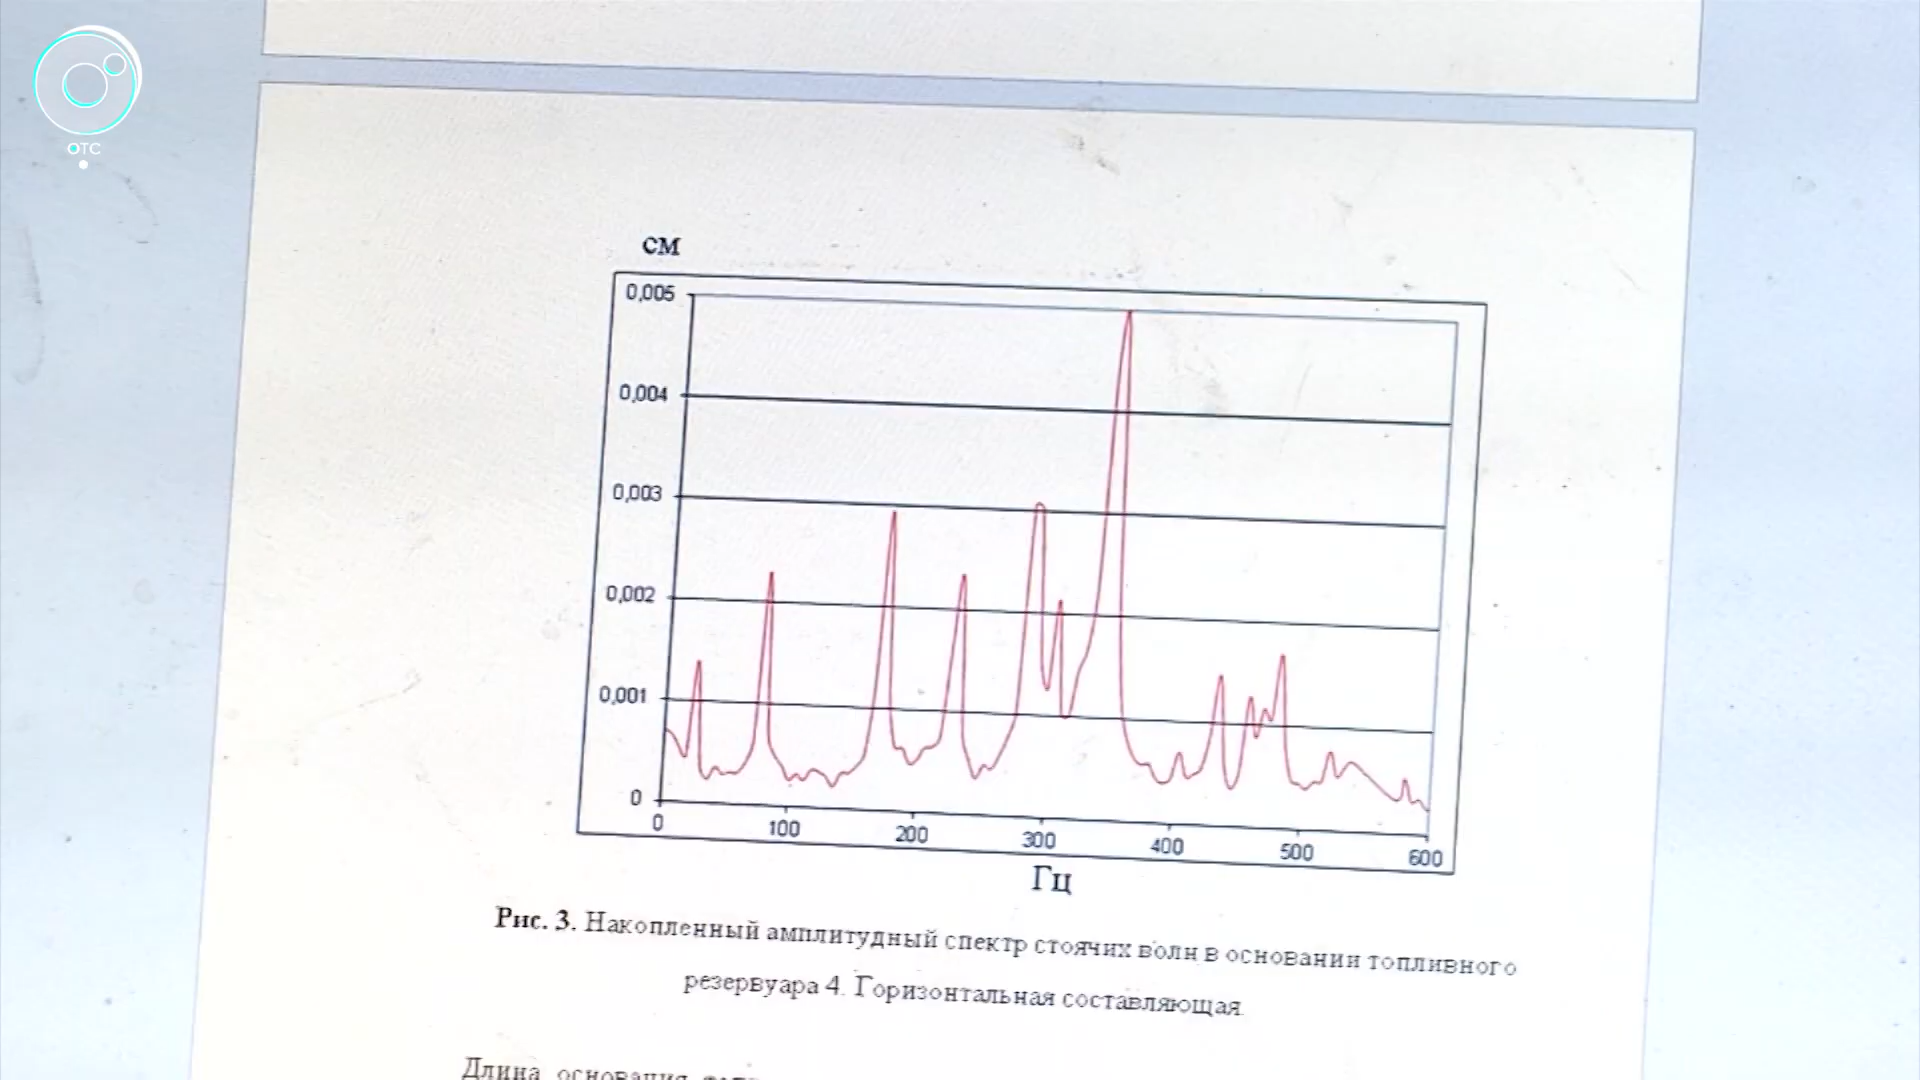 ОТС
см
0,005
0,004
0,003
0,002
0,001
0
0 100 200 300 400 500 600
Гц
Рис. 3. Накопленный амплитудный спектр стоячих волн в основании топливного
резервуара 4. Горизонтальная составляющая.
Длина основания